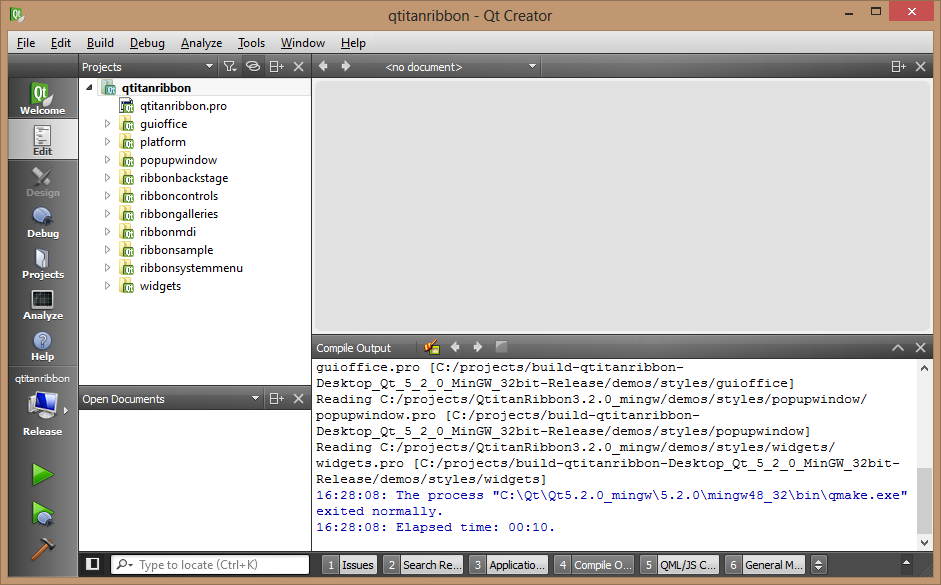 qtitanribbon - Qt Creator
File Edit Build Debug Analyze Tools Window Help
Projects
<no document>
Welcome
Edit
Design
Debug
Projects
Analyze
Help
qtitanribbon
Release
qtitanribbon
qtitanribbon.pro
guioffice
platform
popupwindow
ribbonbackstage
ribboncontrols
ribbongalleries
ribbonmdi
ribbonsample
ribbonsystemmenu
widgets
Open Documents
Compile Output
guioffice.pro [C:/projects/build-qtitanribbon-
Desktop_Qt_5_2_0_MinGW_32bit-Release/demos/styles/guioffice]
Reading C:/projects/QtitanRibbon3.2.0_mingw/demos/styles/popupwindow/
popupwindow.pro [C:/projects/build-qtitanribbon-
Desktop_Qt_5_2_0_MinGW_32bit-Release/demos/styles/popupwindow]
Reading C:/projects/QtitanRibbon3.2.0_mingw/demos/styles/widgets/
widgets.pro [C:/projects/build-qtitanribbon-Desktop_Qt_5_2_0_MinGW_32bit-
Release/demos/styles/widgets]
16:28:08: The process "C:\Qt\Qt5.2.0_mingw\5.2.0\mingw48_32\bin\qmake.exe"
exited normally.
16:28:08: Elapsed time: 00:10.
Type to locate (Ctrl+K)
1 Issues 2 Search Re... 3 Applicatio... 4 Compile O... 5 QML/JS C... 6 General M...